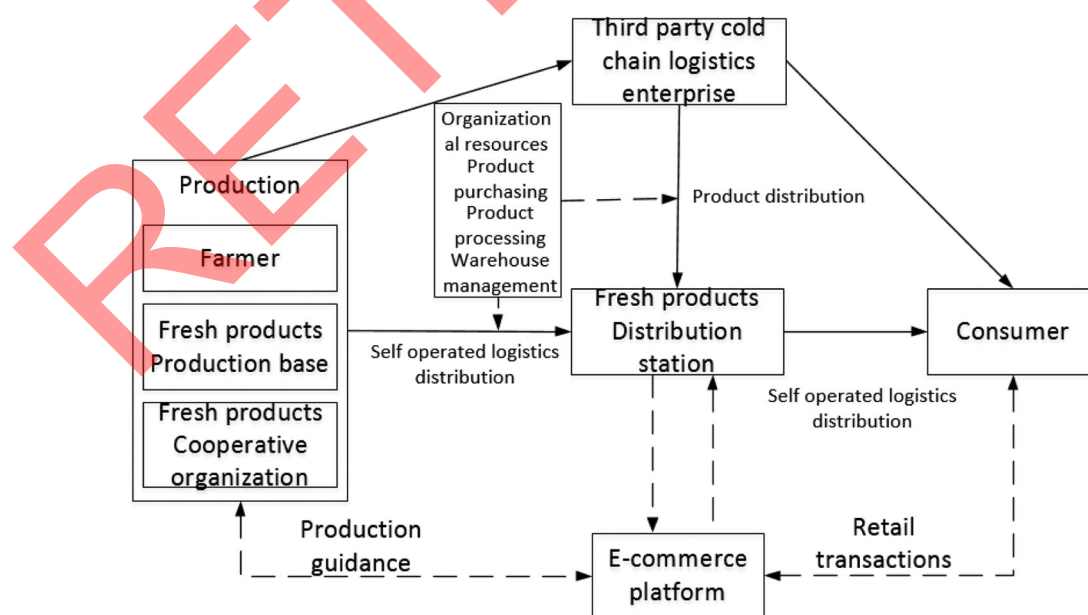 Third party cold
chain logistics
enterprise
Organization
al resources
Product
purchasing
Product
processing
Warehouse
management
Production
Product distribution
Farmer
Fresh products
Production base
Fresh products
Cooperative
organization
Self operated logistics
distribution
Fresh products
Distribution
station
Consumer
Self operated logistics
distribution
Production
guidance
E-commerce
platform
Retail
transactions
RET